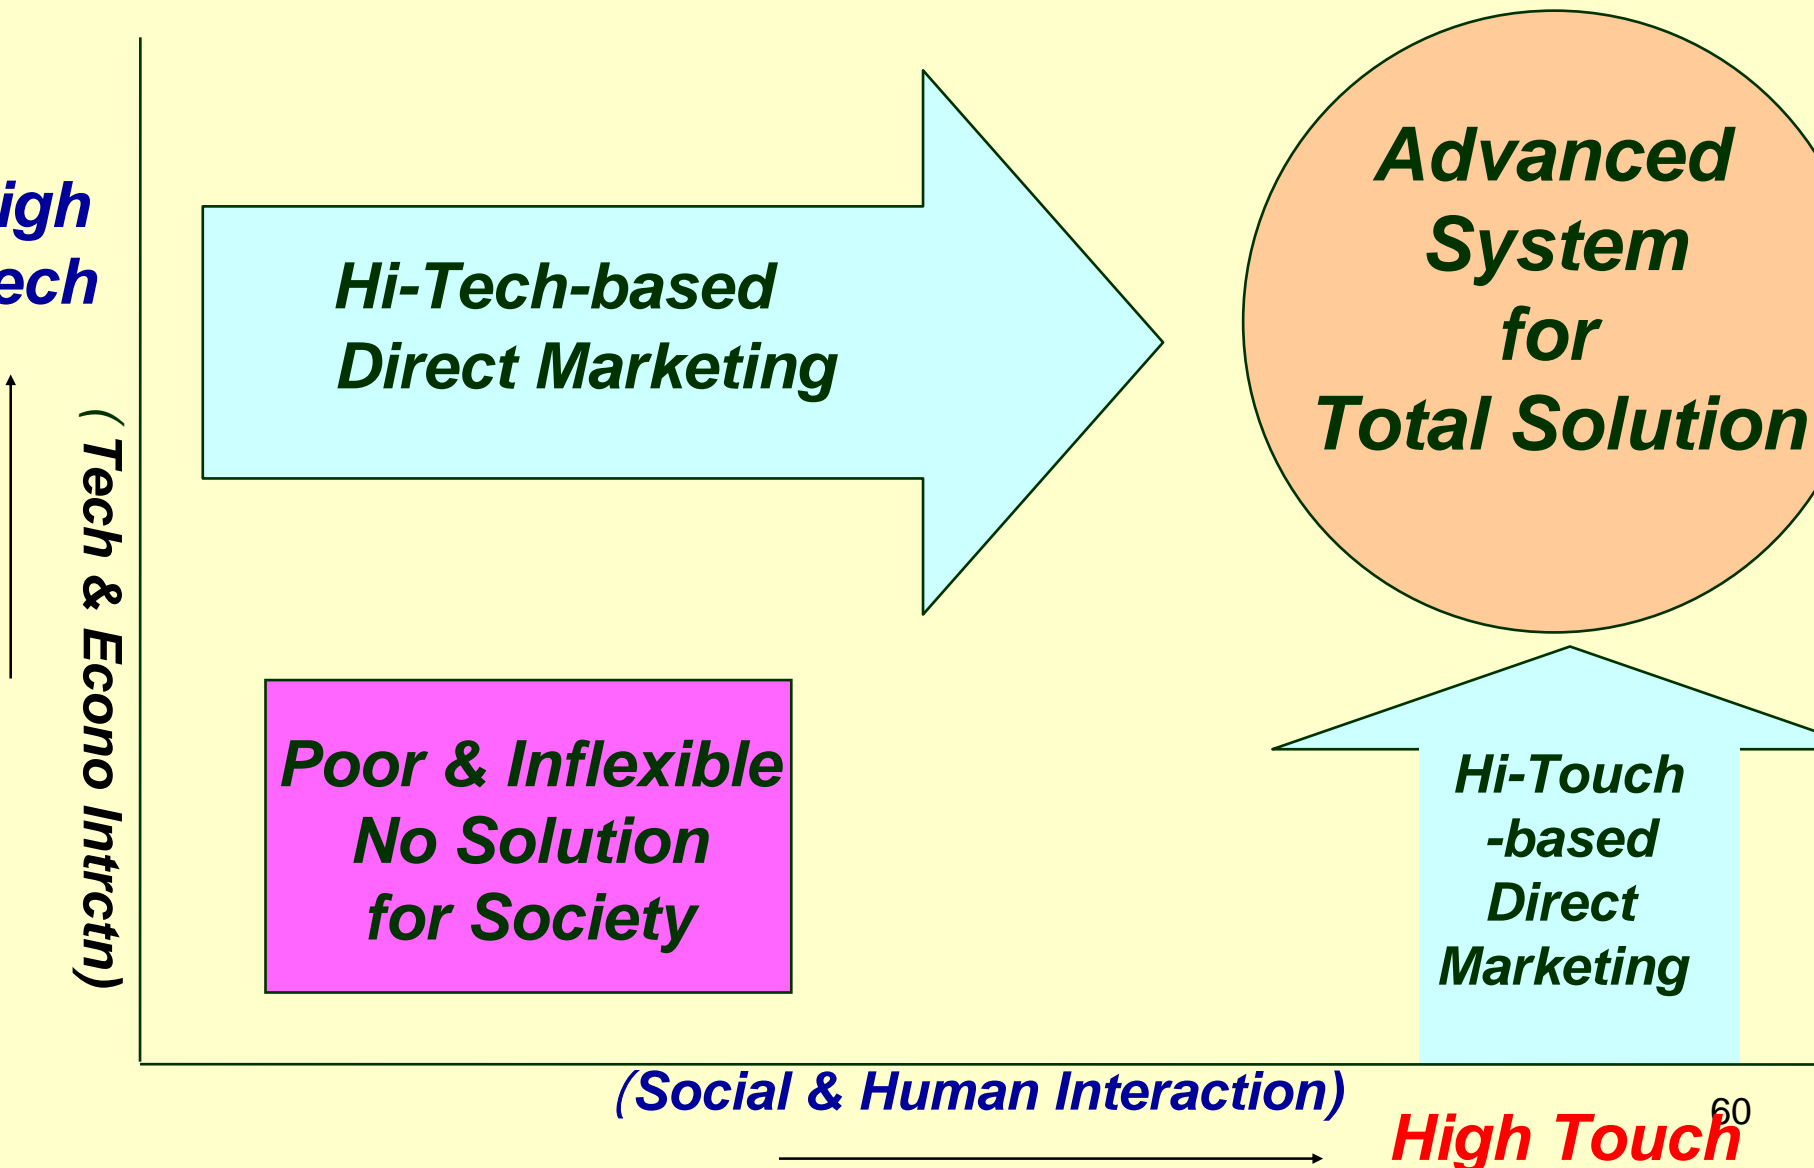 igh
ech
Hi-Tech-based
Direct Marketing
Advanced
System
for
Total Solution
(Tech & Econo Intrctn)
Poor & Inflexible
No Solution
for Society
Hi-Touch
-based
Direct
Marketing
(Social & Human Interaction)
High Touch
60